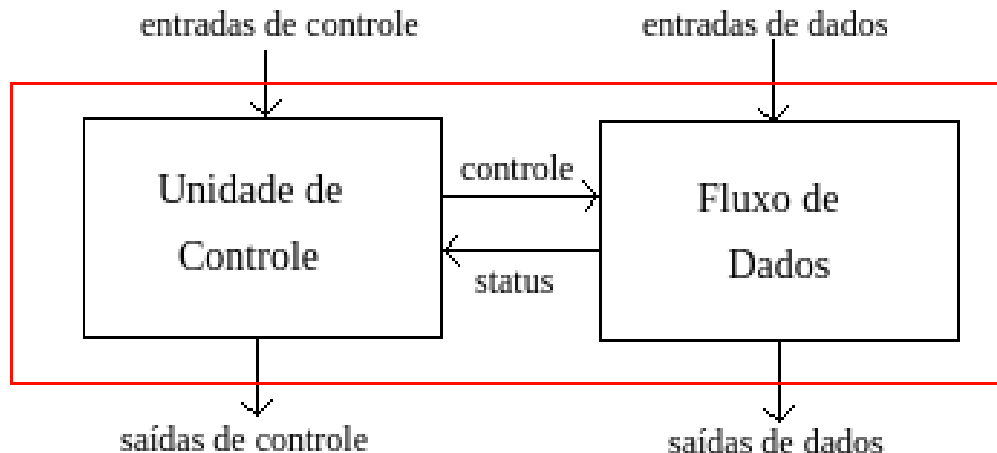 entradas de controle
entradas de dados
Unidade de
Controle
controle
status
Fluxo de
Dados
saídas de controle
saídas de dados